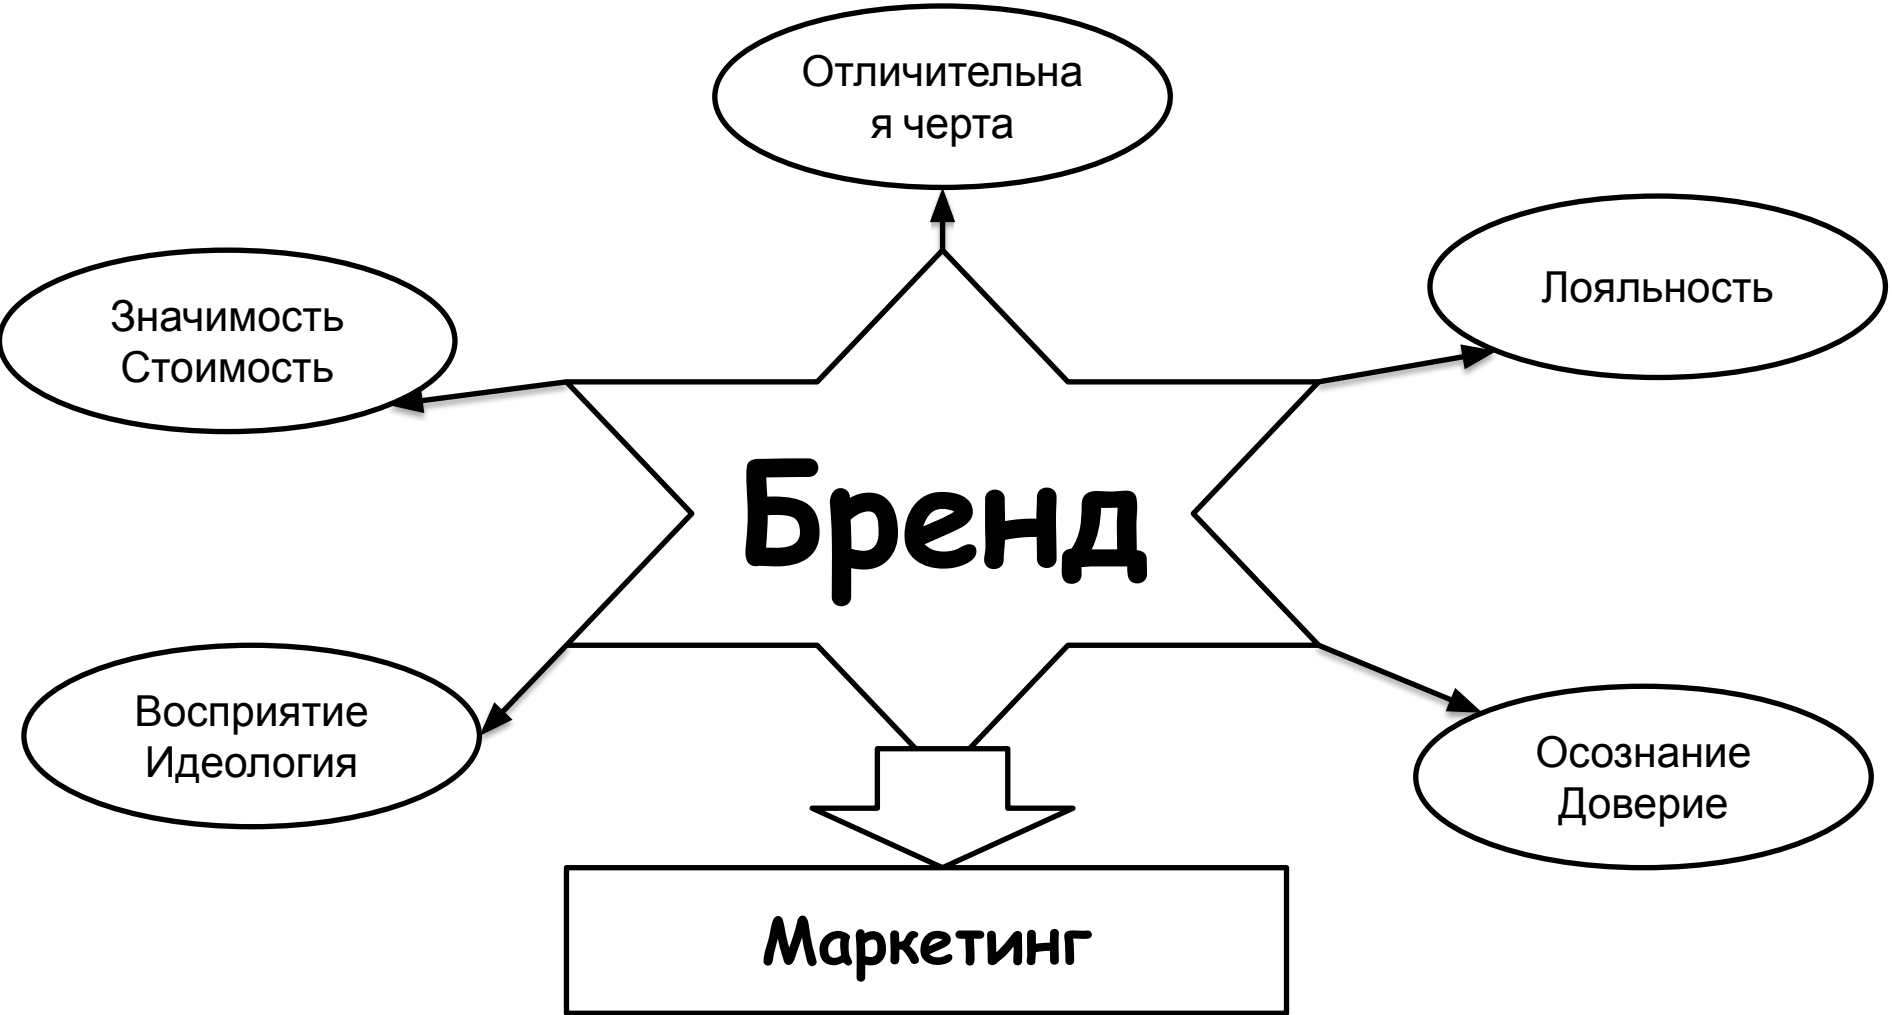 Отличительна
я черта
Лояльность
Значимость
Стоимость
Бренд
Восприятие
Идеология
Осознание
Доверие
Маркетинг